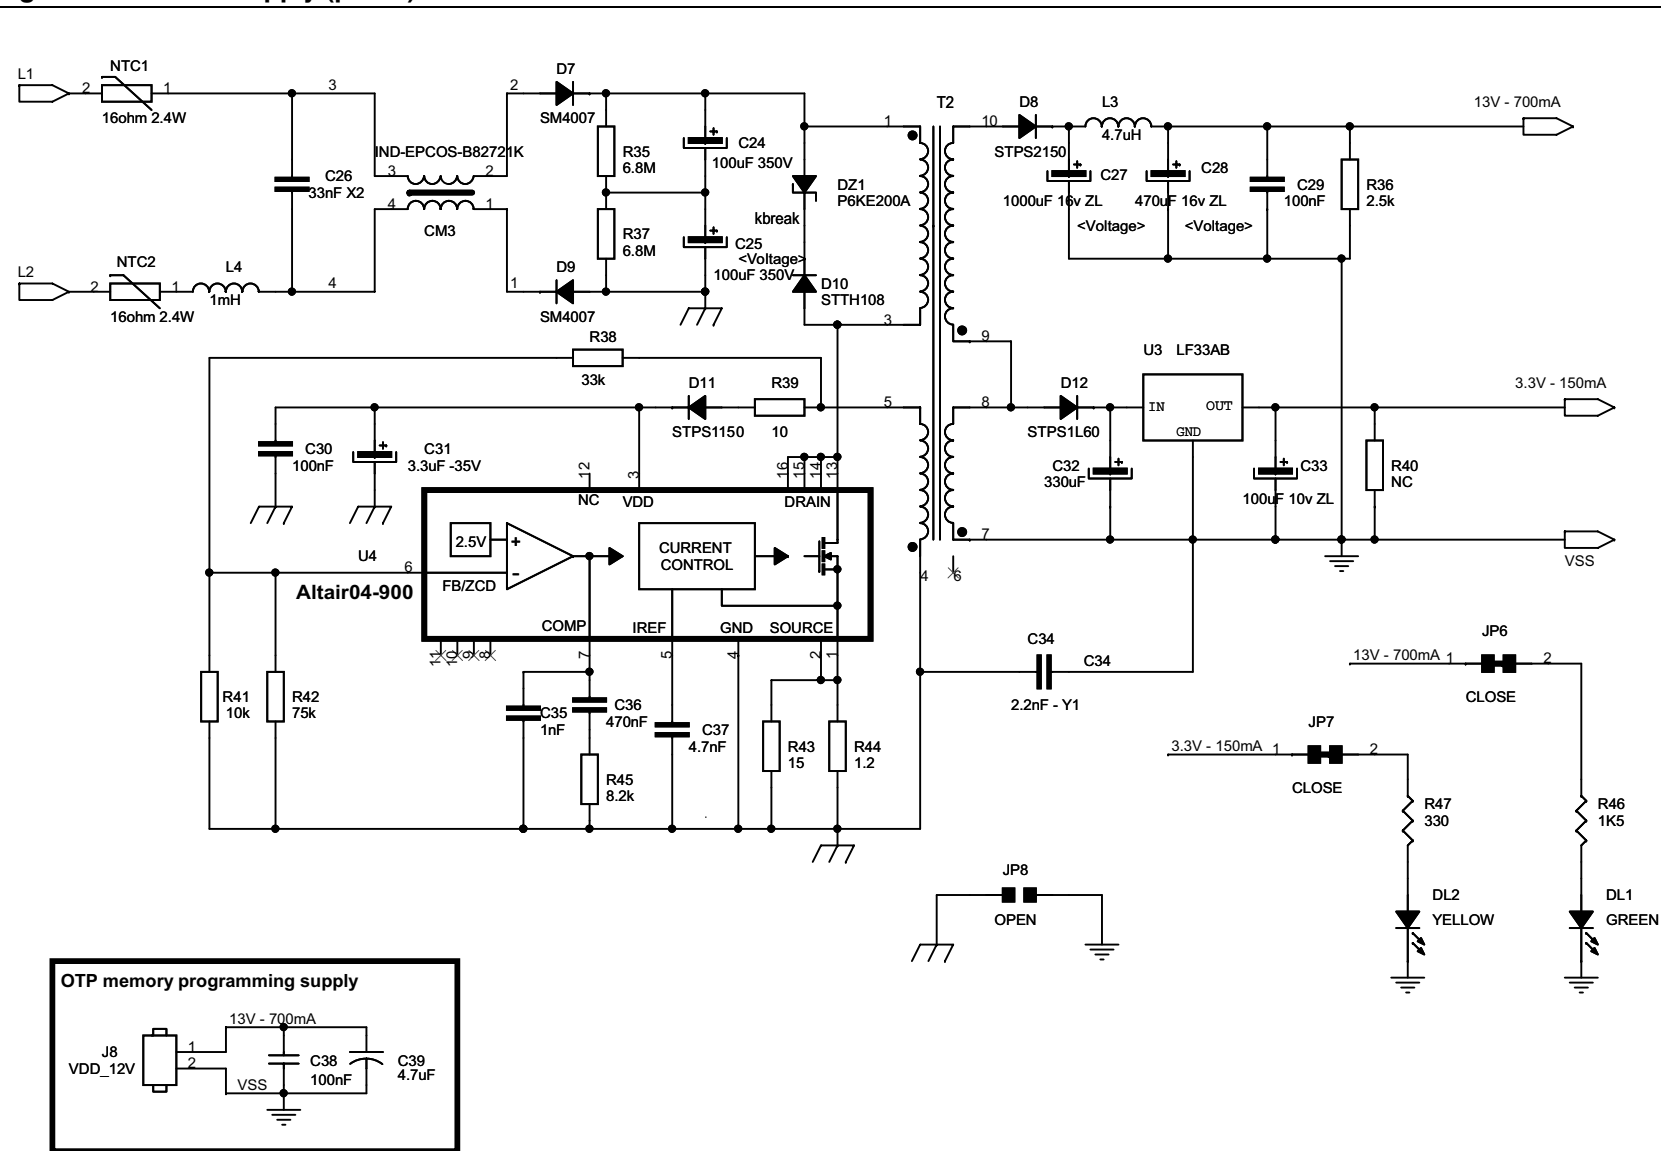 L1
2
NTC1
1
16ohm 2.4W
3
2
D7
SM4007
IND-EPCOS-B82721K
3
2
4
1
CM3
C26
33nF X2
L2
2
NTC2
1
16ohm 2.4W
L4
1mH
4
1
D9
SM4007
R35
6.8M
R37
6.8M
C24
100uF 350V
C25
<Voltage>
100uF 350V
DZ1
P6KE200A
kbreak
D10
STTH108
1
3
T2
10
D8
STPS2150
L3
4.7uH
13V - 700mA
C27
1000uF 16v ZL
<Voltage>
C28
470uF 16v ZL
<Voltage>
C29
100nF
R36
2.5k
9
R38
33k
D11
STPS1150
R39
10
5
8
D12
STPS1L60
U3 LF33AB
IN
OUT
GND
3.3V - 150mA
C30
100nF
C31
3.3uF -35V
C32
330uF
C33
100uF 10v ZL
R40
NC
12
NC
3
VDD
16
15
14
13
DRAIN
2.5V
+
-
CURRENT
CONTROL
U4
Altair04-900
6
FB/ZCD
COMP
IREF
GND
SOURCE
11
10
9
8
7
5
4
2
1
7
VSS
4
6
R41
10k
R42
75k
C35
1nF
C36
470nF
R45
8.2k
C37
4.7nF
R43
15
R44
1.2
C34
2.2nF - Y1
C34
JP6
13V - 700mA
1
2
CLOSE
JP7
3.3V - 150mA
1
2
CLOSE
R47
330
R46
1K5
JP8
OPEN
DL2
YELLOW
DL1
GREEN
OTP memory programming supply
13V - 700mA
J8
VDD_12V
1
2
VSS
C38
100nF
C39
4.7uF